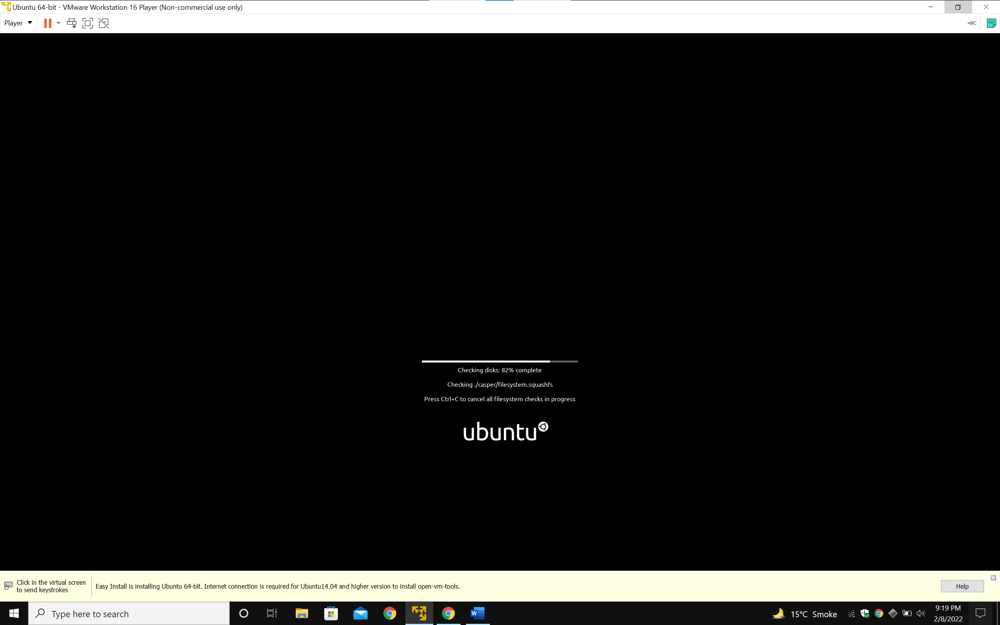 Ubuntu 64-bit - VMware Workstation 16 Player (Non-commercial use only)
Player
Checking disks: 82% complete
Checking ./casper/filesystem.squashfs
Press Ctrl+C to cancel all filesystem checks in progress
ubuntu
Click in the virtual screen
to send keystrokes
Easy Install is installing Ubuntu 64-bit. Internet connection is required for Ubuntu14.04 and higher version to install open-vm-tools.
Help
Type here to search
W
15°C Smoke
9:19 PM
2/8/2022